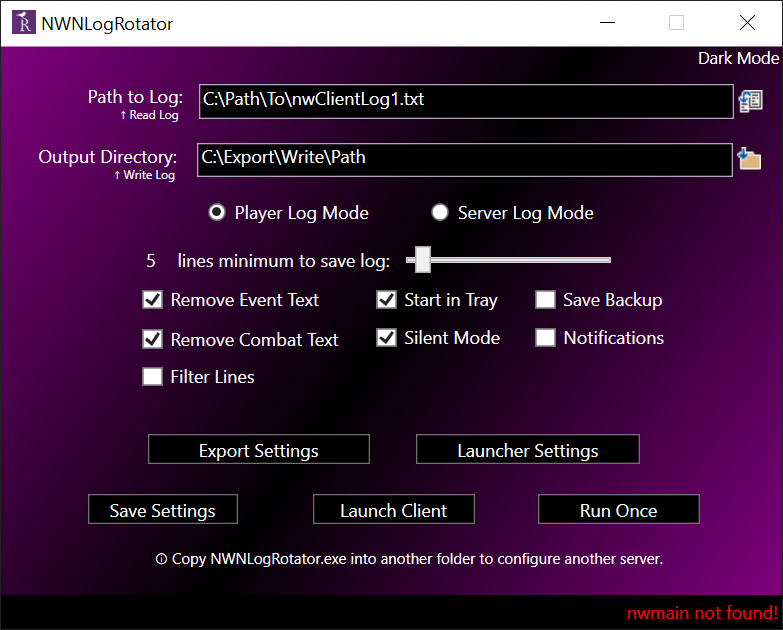 NWNLogRotator
Dark Mode
Path to Log: C:\Path\To\nwClientLog1.txt
↑ Read Log
Output Directory: C:\Export\Write\Path
↑ Write Log
Player Log Mode Server Log Mode
5 lines minimum to save log:
Remove Event Text Start in Tray Save Backup
Remove Combat Text Silent Mode Notifications
Filter Lines
Export Settings Launcher Settings
Save Settings Launch Client Run Once
🛈 Copy NWNLogRotator.exe into another folder to configure another server.
nwmain not found!